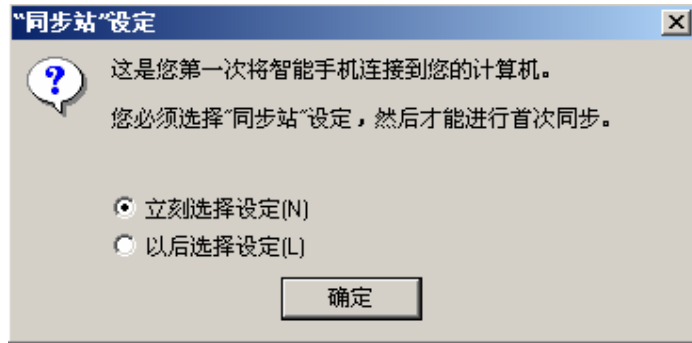 “同步站”设定
这是您第一次将智能手机连接到您的计算机。
您必须选择“同步站”设定，然后才能进行首次同步。
立刻选择设定(N)
以后选择设定(L)
确定